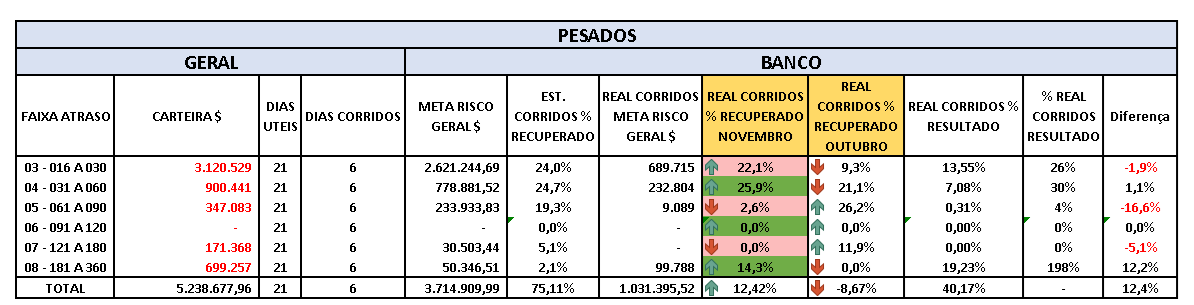 PESADOS
GERAL BANCO
FAIXA ATRASO CARTEIRA $ DIAS UTEIS DIAS CORRIDOS META RISCO GERAL $ EST. CORRIDOS % RECUPERADO REAL CORRIDOS META RISCO GERAL $ REAL CORRIDOS % RECUPERADO NOVEMBRO REAL CORRIDOS % RECUPERADO OUTUBRO REAL CORRIDOS % RESULTADO % REAL CORRIDOS RESULTADO Diferença
03 - 016 A 030 3.120.529 21 6 2.621.244,69 24,0% 689.715 22,1% 9,3% 13,55% 26% -1,9%
04 - 031 A 060 900.441 21 6 778.881,52 24,7% 232.804 25,9% 21,1% 7,08% 30% 1,1%
05 - 061 A 090 347.083 21 6 233.933,83 19,3% 9.089 2,6% 26,2% 0,31% 4% -16,6%
06 - 091 A 120 - 21 6 - 0,0% - 0,0% 0,0% 0,00% 0% 0,0%
07 - 121 A 180 171.368 21 6 30.503,44 5,1% - 0,0% 11,9% 0,00% 0% -5,1%
08 - 181 A 360 699.257 21 6 50.346,51 2,1% 99.788 14,3% 0,0% 19,23% 198% 12,2%
TOTAL 5.238.677,96 21 6 3.714.909,99 75,11% 1.031.395,52 12,42% -8,67% 40,17% - 12,4%